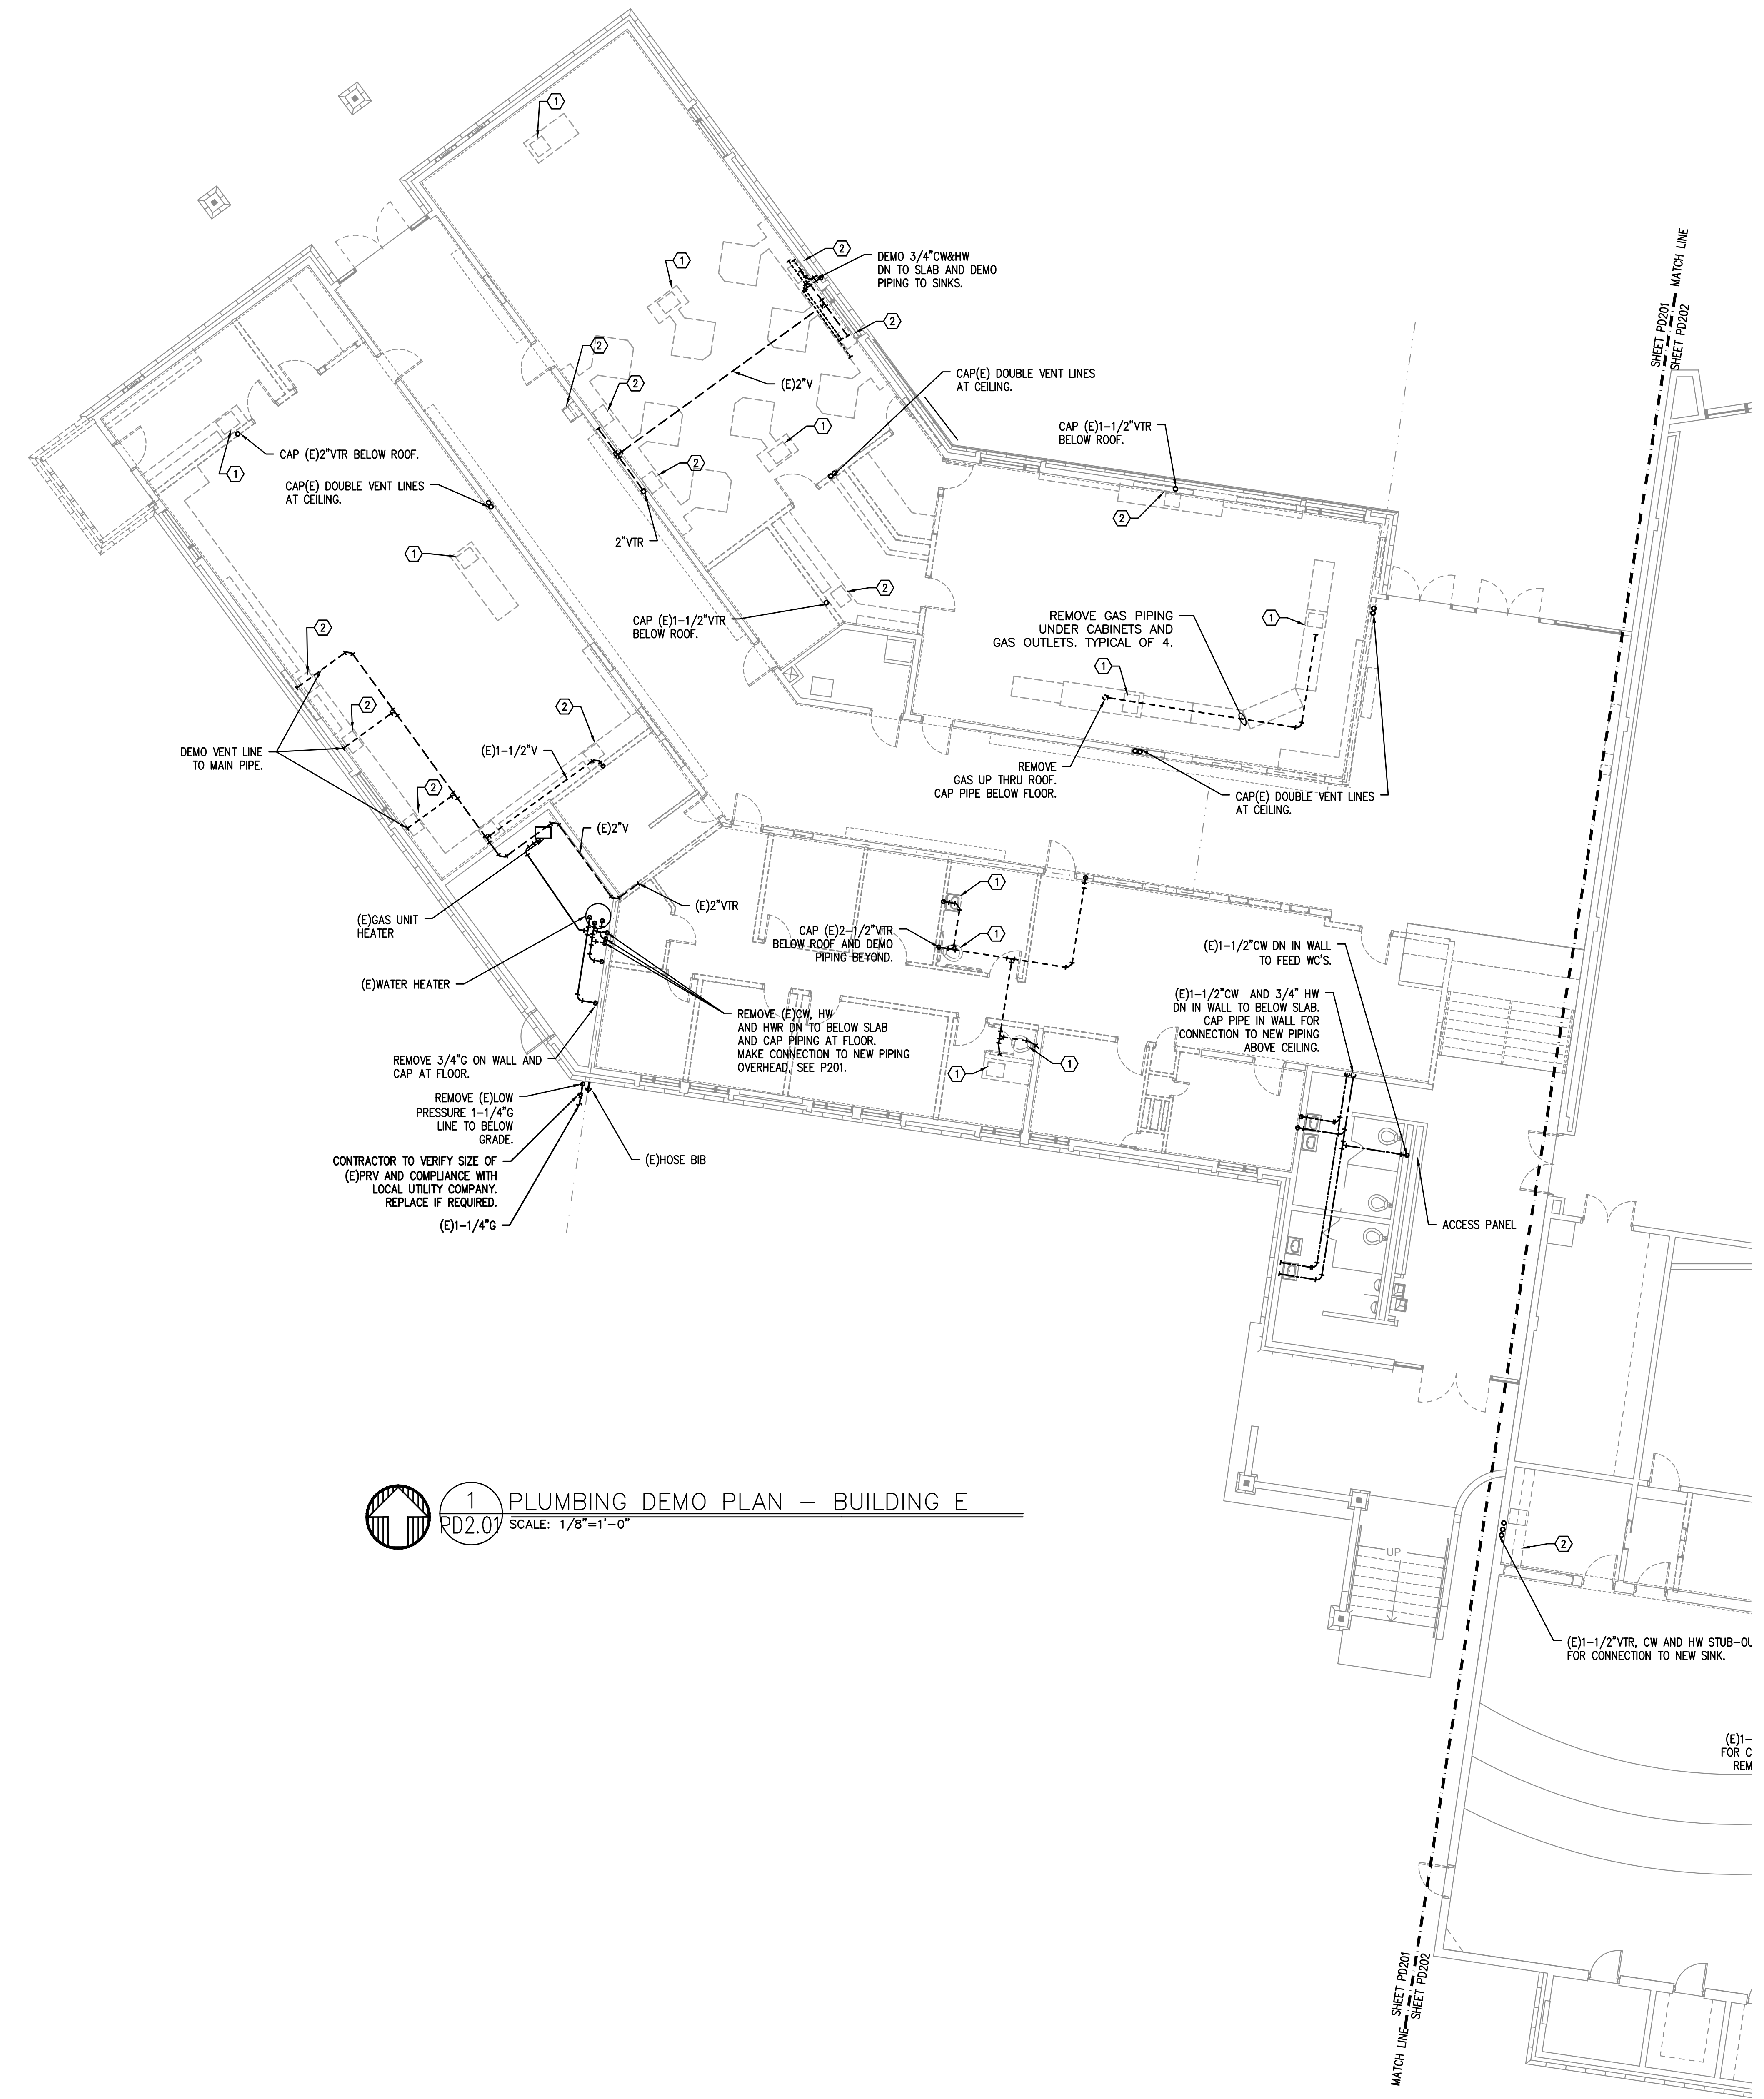 1
2
DEMO 3/4"CW&HW
DN TO SLAB AND DEMO
PIPING TO SINKS.
1
2
2
2
(E)2"V
CAP(E) DOUBLE VENT LINES
AT CEILING.
MATCH LINE
SHEET PD201
SHEET PD202
CAP (E)1-1/2"VTR
BELOW ROOF.
1
CAP (E)2"VTR BELOW ROOF.
1
2
CAP(E) DOUBLE VENT LINES
AT CEILING.
2
2"VTR
1
2
CAP (E)1-1/2"VTR
BELOW ROOF.
REMOVE GAS PIPING
UNDER CABINETS AND
GAS OUTLETS. TYPICAL OF 4.
1
2
1
2
2
DEMO VENT LINE
TO MAIN PIPE.
(E)1-1/2"V
2
REMOVE
GAS UP THRU ROOF.
CAP PIPE BELOW FLOOR.
CAP(E) DOUBLE VENT LINES
AT CEILING.
(E)2"V
1
(E)2"VTR
(E)GAS UNIT
HEATER
CAP (E)2-1/2"VTR
BELOW ROOF AND DEMO
PIPING BEYOND.
1
(E)1-1/2"CW DN IN WALL
TO FEED WC'S.
(E)WATER HEATER
(E)1-1/2"CW AND 3/4" HW
DN IN WALL TO BELOW SLAB.
CAP PIPE IN WALL FOR
CONNECTION TO NEW PIPING
ABOVE CEILING.
REMOVE (E)CW, HW
AND HWR DN TO BELOW SLAB
AND CAP PIPING AT FLOOR.
MAKE CONNECTION TO NEW PIPING
OVERHEAD, SEE P201.
REMOVE 3/4"G ON WALL AND
CAP AT FLOOR.
1
1
REMOVE (E)LOW
PRESSURE 1-1/4"G
LINE TO BELOW
GRADE.
CONTRACTOR TO VERIFY SIZE OF
(E)PRV AND COMPLIANCE WITH
LOCAL UTILITY COMPANY.
REPLACE IF REQUIRED.
(E)HOSE BIB
(E)1-1/4"G
ACCESS PANEL
1
PD2.01
PLUMBING DEMO PLAN - BUILDING E
SCALE: 1/8"=1'-0"
UP
2
(E)1-1/2"VTR, CW AND HW STUB-OU
FOR CONNECTION TO NEW SINK.
(E)1-
FOR C
REM
MATCH LINE
SHEET PD201
SHEET PD202